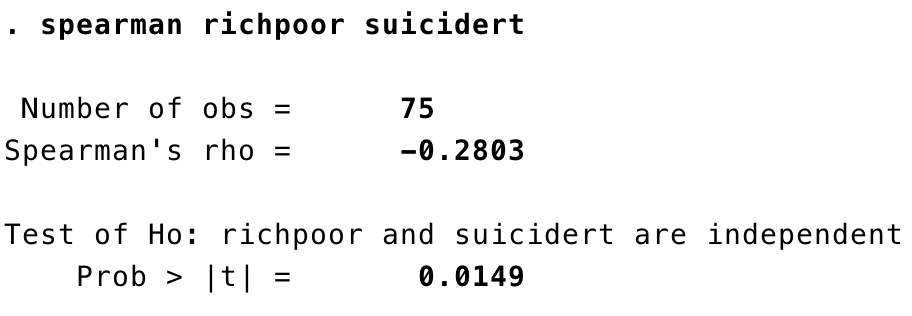 . spearman richpoor suicidert
Number of obs = 75
Spearman's rho = -0.2803
Test of Ho: richpoor and suicidert are independent
Prob > |t| = 0.0149